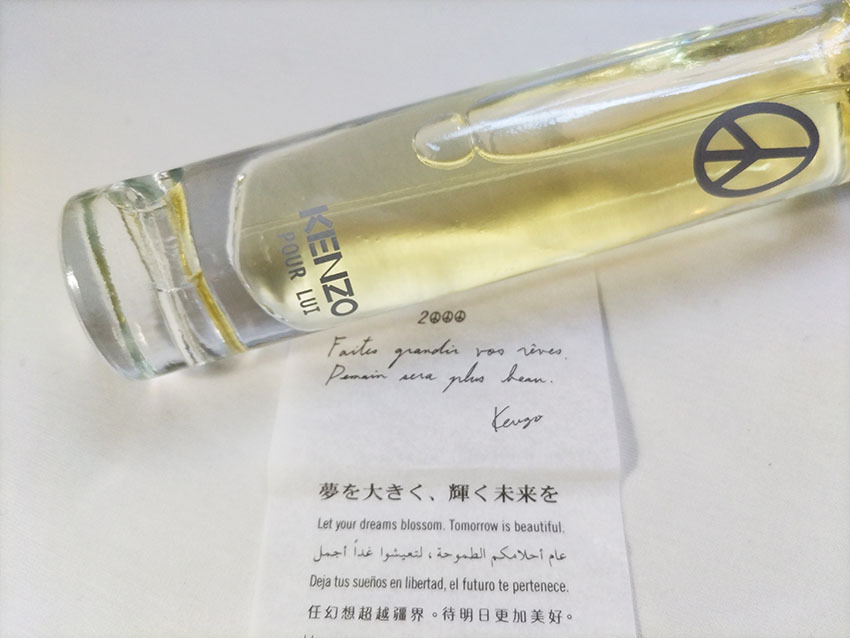 KENZO
POUR LUI
2000
Faites grandir vos rêves.
Demain sera plus beau.
Kenzo
夢を大きく、輝く未来を
Let your dreams blossom. Tomorrow is beautiful.
عام أحلامكم الطموحة ، لتعيشوا غداً أجمل
Deja tus sueños en libertad, el futuro te pertenece.
任幻想超越疆界。待明日更加美好。